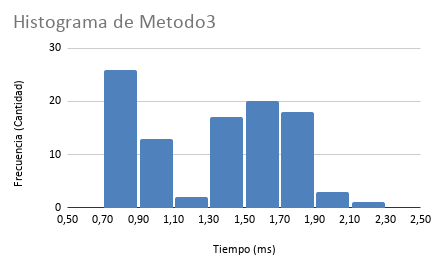 Histograma de Metodo3
Frecuencia (Cantidad)
30
20
10
0
0,50 0,70 0,90 1,10 1,30 1,50 1,70 1,90 2,10 2,30 2,50
Tiempo (ms)